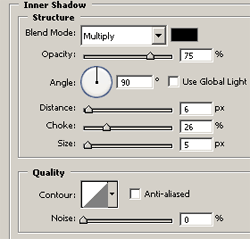 Inner Shadow
Structure
Blend Mode: Multiply
Opacity: 75 %
Angle: 90 ° Use Global Light
Distance: 6 px
Choke: 26 %
Size: 5 px
Quality
Contour: Anti-aliased
Noise: 0 %